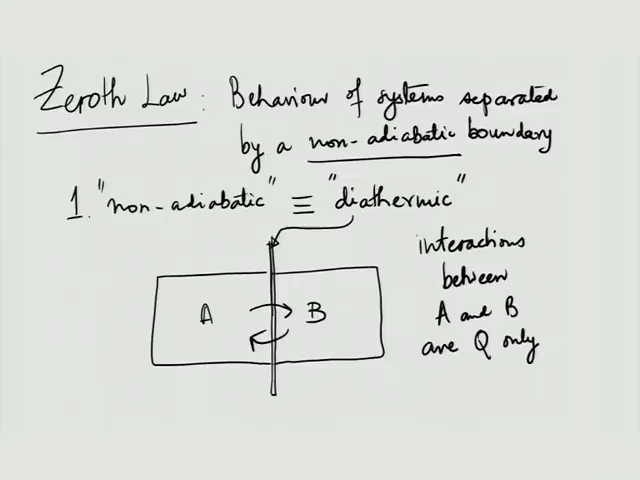 Zeroth Law: Behaviour of systems separated
by a non-adiabatic boundary
1. "non-adiabatic" ≡ "diathermic"
interactions
between
A and B
are Q only
A B